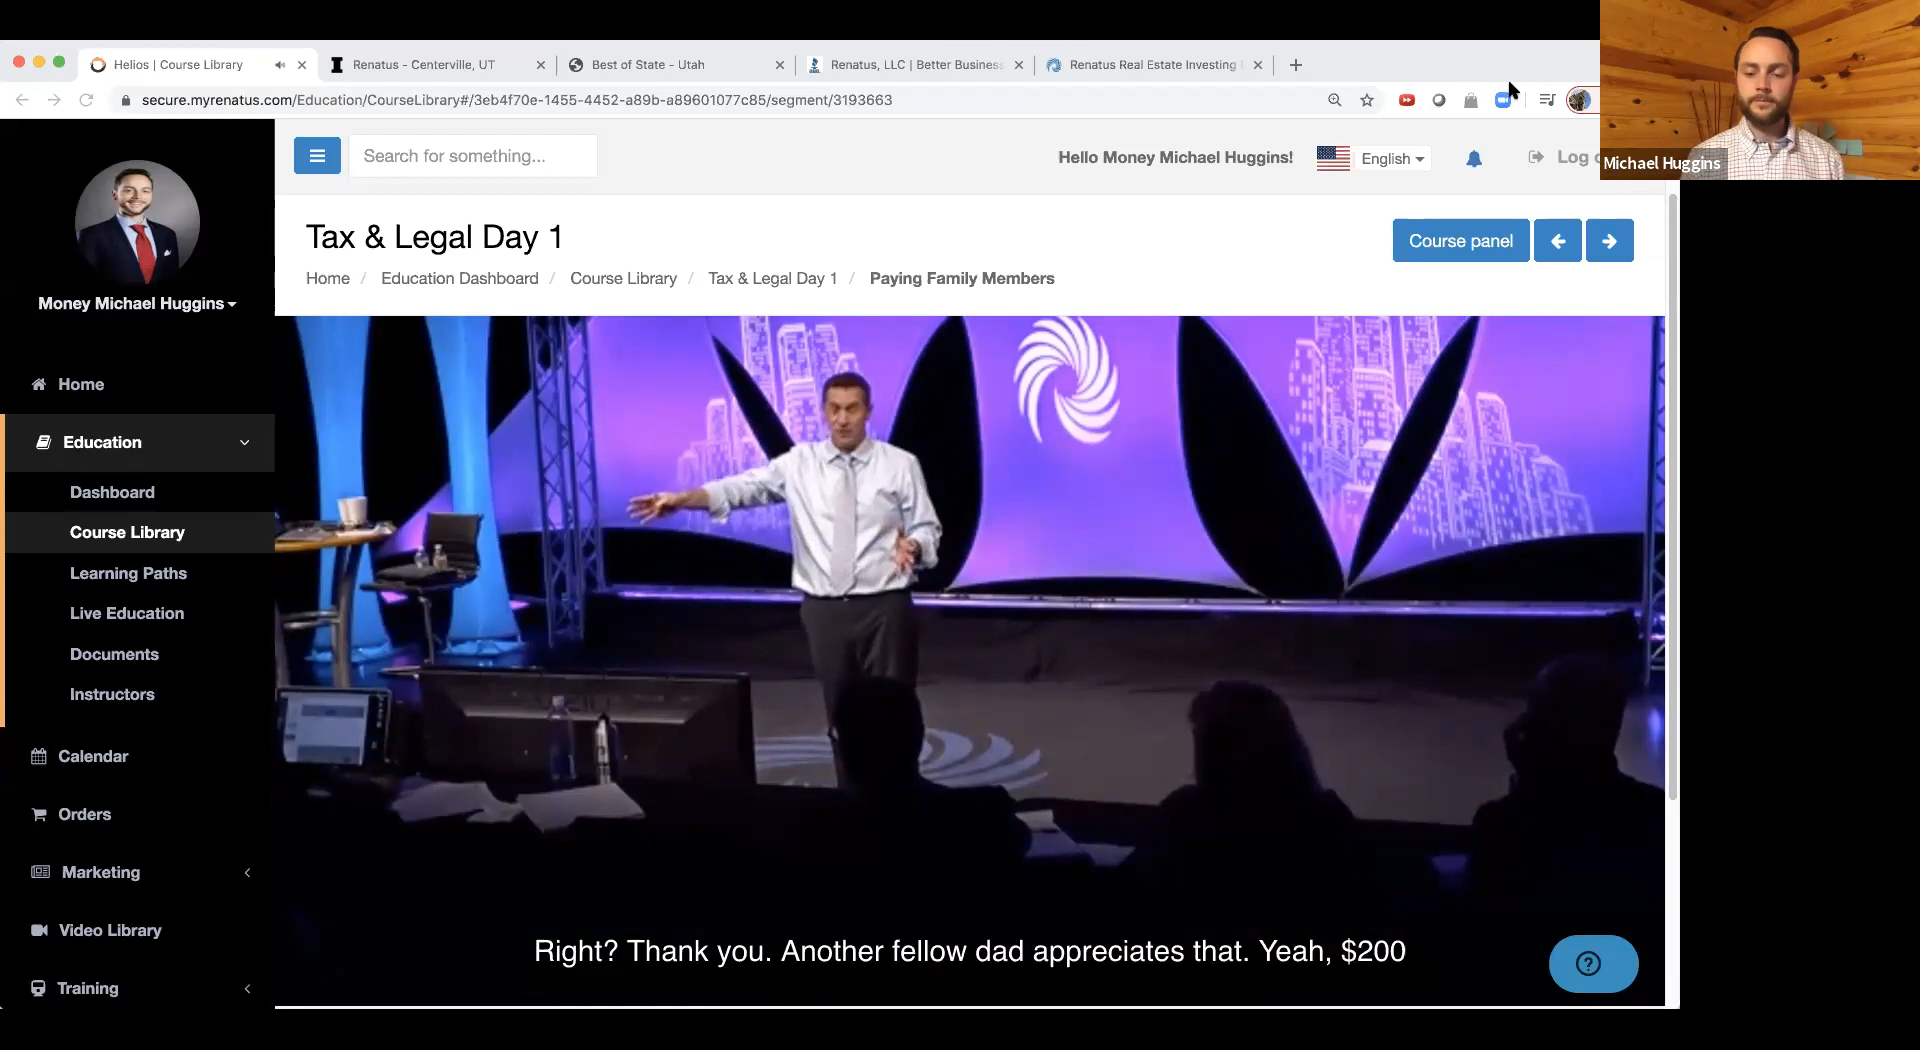 Helios | Course Library
Renatus - Centerville, UT
Best of State - Utah
Renatus, LLC | Better Business
Renatus Real Estate Investing
secure.myrenatus.com/Education/CourseLibrary#/3eb4f70e-1455-4452-a89b-a89601077c85/segment/3193663
Michael Huggins
Search for something...
Hello Money Michael Huggins!
English
Log
Tax & Legal Day 1
Course panel
Home / Education Dashboard / Course Library / Tax & Legal Day 1 / Paying Family Members
Money Michael Huggins
Home
Education
Dashboard
Course Library
Learning Paths
Live Education
Documents
Instructors
Calendar
Orders
Marketing
Video Library
Training
Right? Thank you. Another fellow dad appreciates that. Yeah, $200